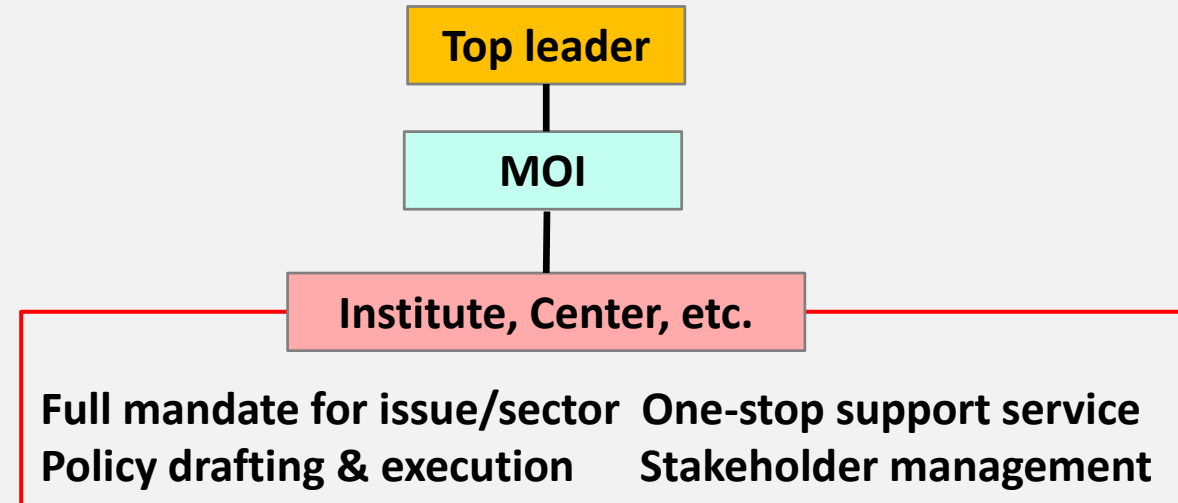 Top leader
MOI
Institute, Center, etc.
Full mandate for issue/sector One-stop support service
Policy drafting & execution Stakeholder management